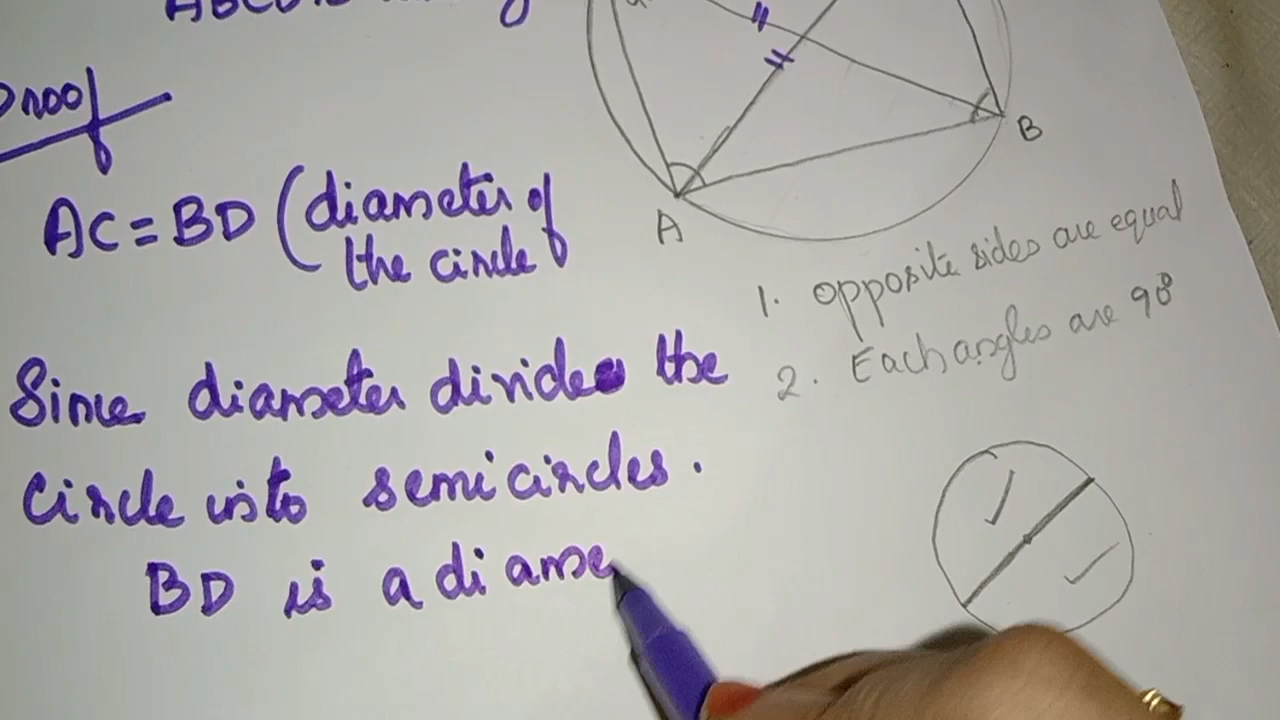 Proof
AC = BD (diameter of
the circle
Since diameter divides the
circle into semicircles.
BD is a diame
A
B
1. opposite sides are equal
2. Each angles are 90°